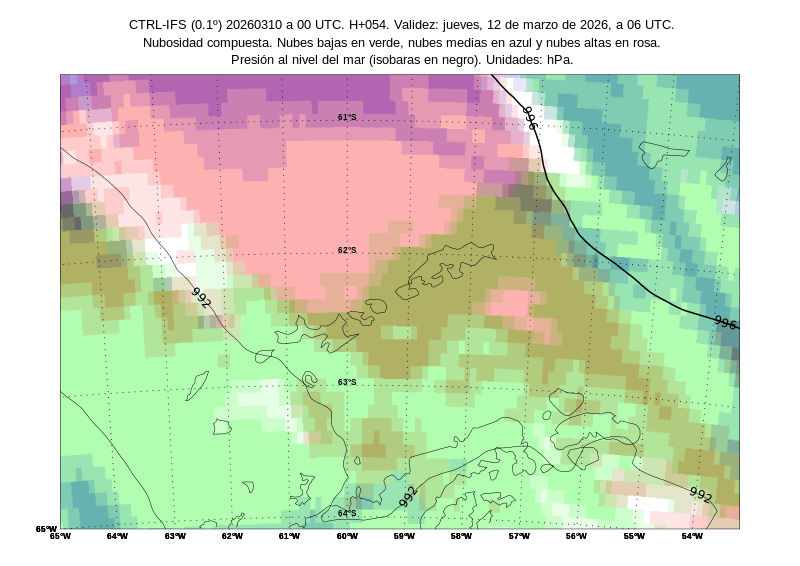 CTRL-IFS (0.1º) 20260310 a 00 UTC. H+054. Validez: jueves, 12 de marzo de 2026, a 06 UTC.
Nubosidad compuesta. Nubes bajas en verde, nubes medias en azul y nubes altas en rosa.
Presión al nivel del mar (isobaras en negro). Unidades: hPa.
996
61°S
62°S
992
996
63°S
992
992
64°S
65°W
65°W 64°W 63°W 62°W 61°W 60°W 59°W 58°W 57°W 56°W 55°W 54°W